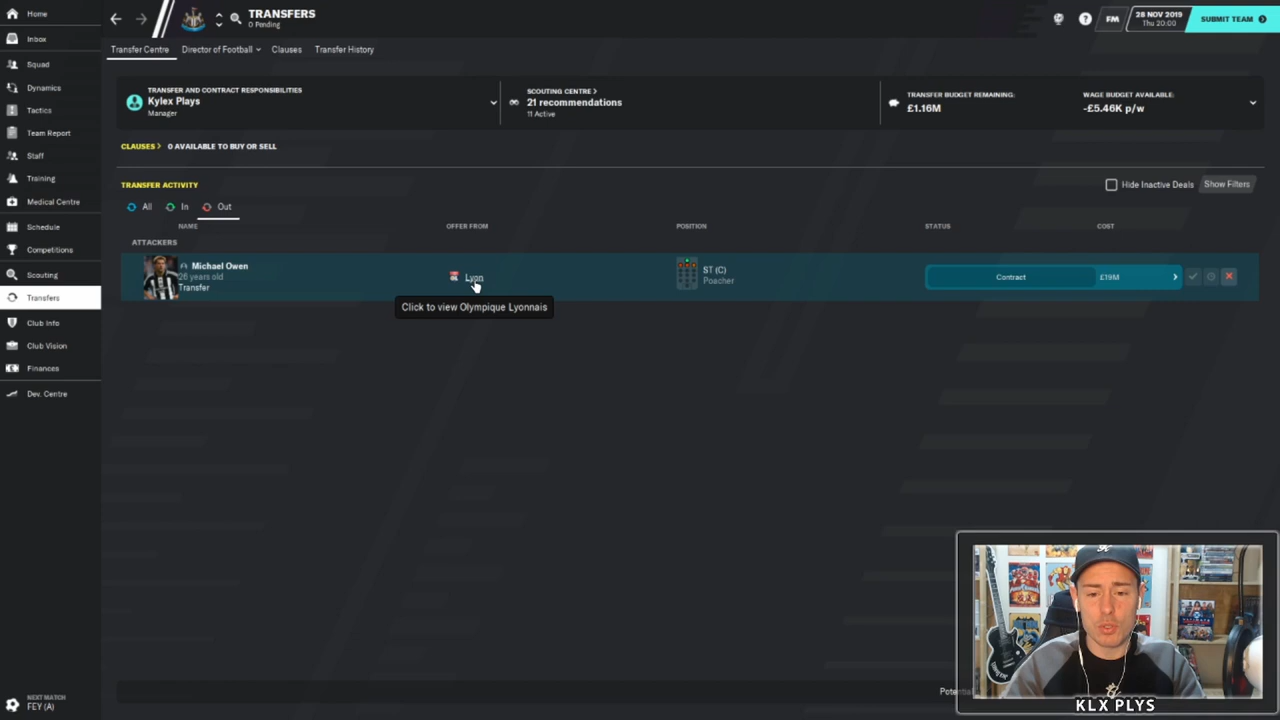 Home
Inbox
Squad
Dynamics
Tactics
Team Report
Staff
Training
Medical Centre
Schedule
Competitions
Scouting
Transfers
Club Info
Club Vision
Finances
Dev. Centre
NEXT MATCH
FEY (A)
TRANSFERS
0 Pending
FM
28 NOV 2019
Thu 20:00
SUBMIT TEAM
Transfer Centre
Director of Football
Clauses
Transfer History
TRANSFER AND CONTRACT RESPONSIBILITIES
Kylex Plays
Manager
SCOUTING CENTRE >
21 recommendations
11 Active
TRANSFER BUDGET REMAINING:
£1.16M
WAGE BUDGET AVAILABLE:
-£5.46K p/w
CLAUSES > 0 AVAILABLE TO BUY OR SELL
TRANSFER ACTIVITY
Hide Inactive Deals
Show Filters
All
In
Out
NAME
OFFER FROM
POSITION
STATUS
COST
ATTACKERS
Michael Owen
26 years old
Transfer
Lyon
ST (C)
Poacher
Contract
£19M
Click to view Olympique Lyonnais
KLX PLYS